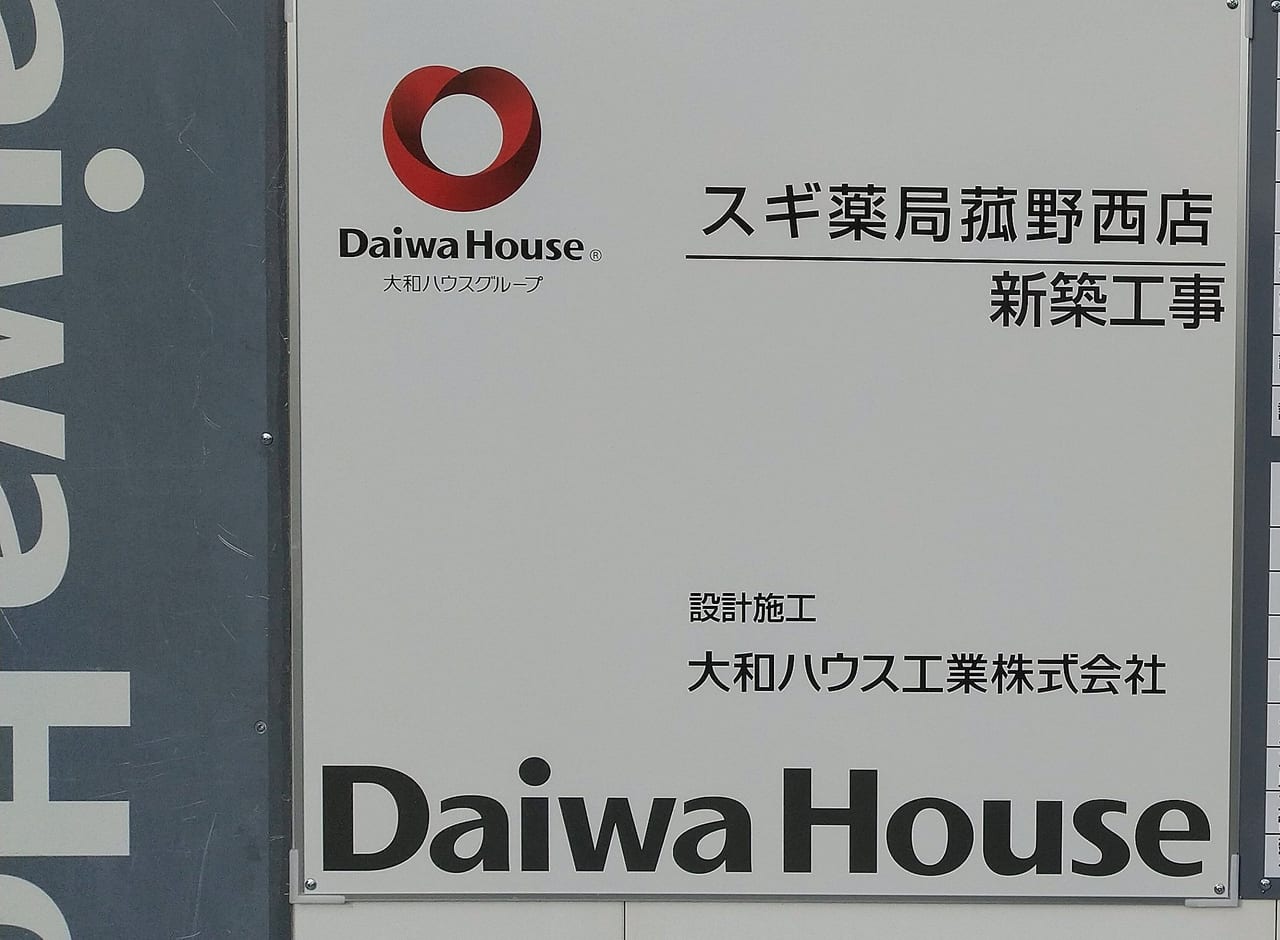 Daiwa House®
大和ハウスグループ
スギ薬局菰野西店
新築工事
設計施工
大和ハウス工業株式会社
Daiwa House
aiwa Ho